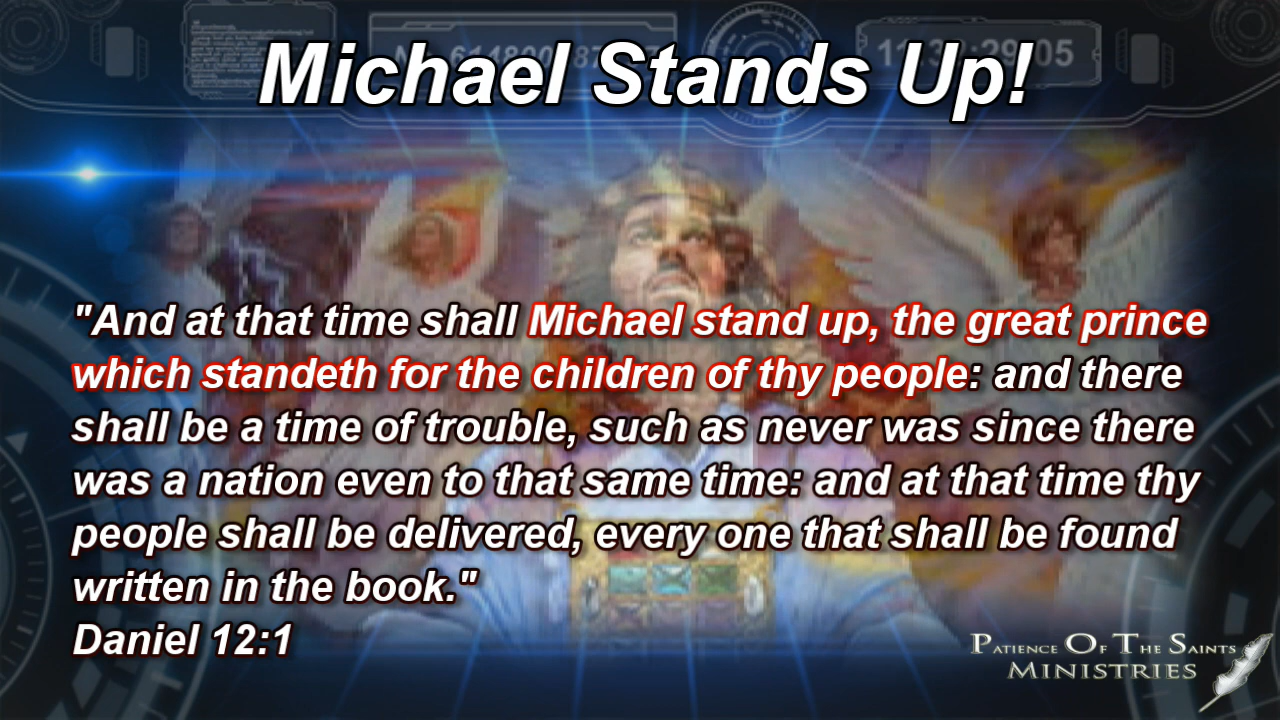 Michael Stands Up!
"And at that time shall Michael stand up, the great prince
which standeth for the children of thy people: and there
shall be a time of trouble, such as never was since there
was a nation even to that same time: and at that time thy
people shall be delivered, every one that shall be found
written in the book."
Daniel 12:1
Patience Of The Saints
Ministries